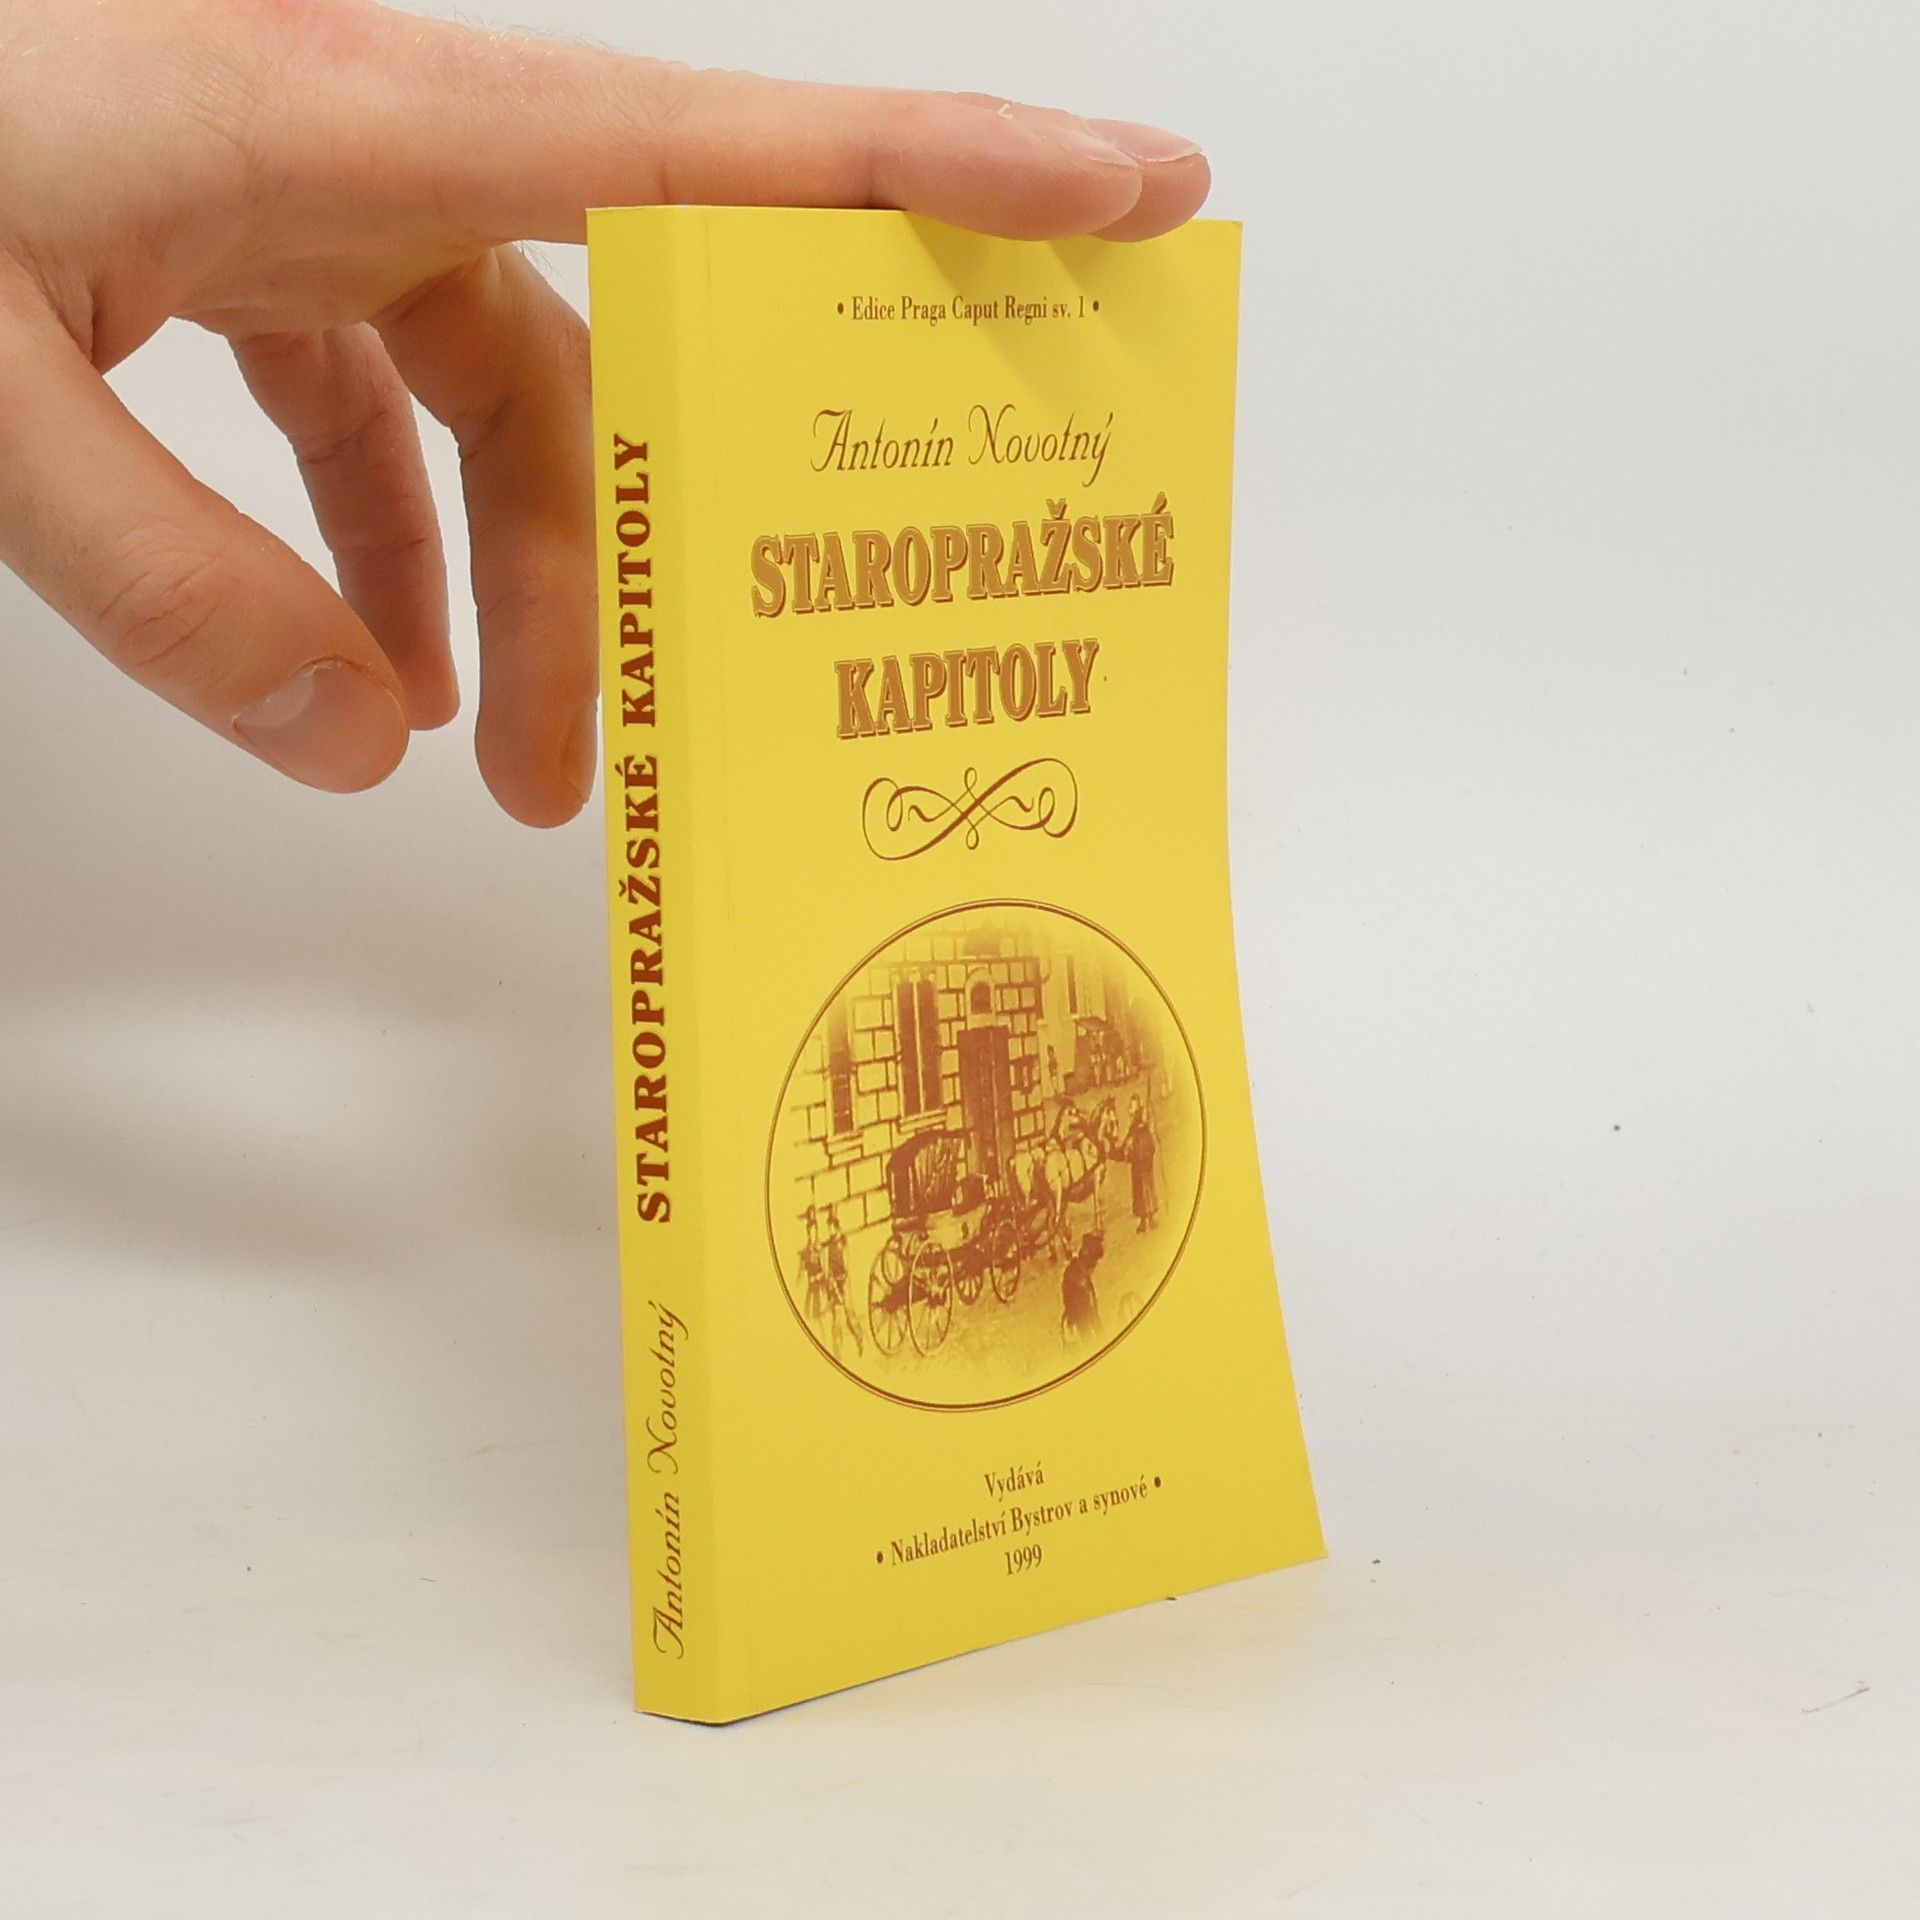 • Edice Praga Caput Regni sv. 1 •
Antonín Novotný
STAROPRAŽSKÉ
KAPITOLY
Vydává
• Nakladatelství Bystrov a synové •
1999
Antonín Novotný STAROPRAŽSKÉ KAPITOLY